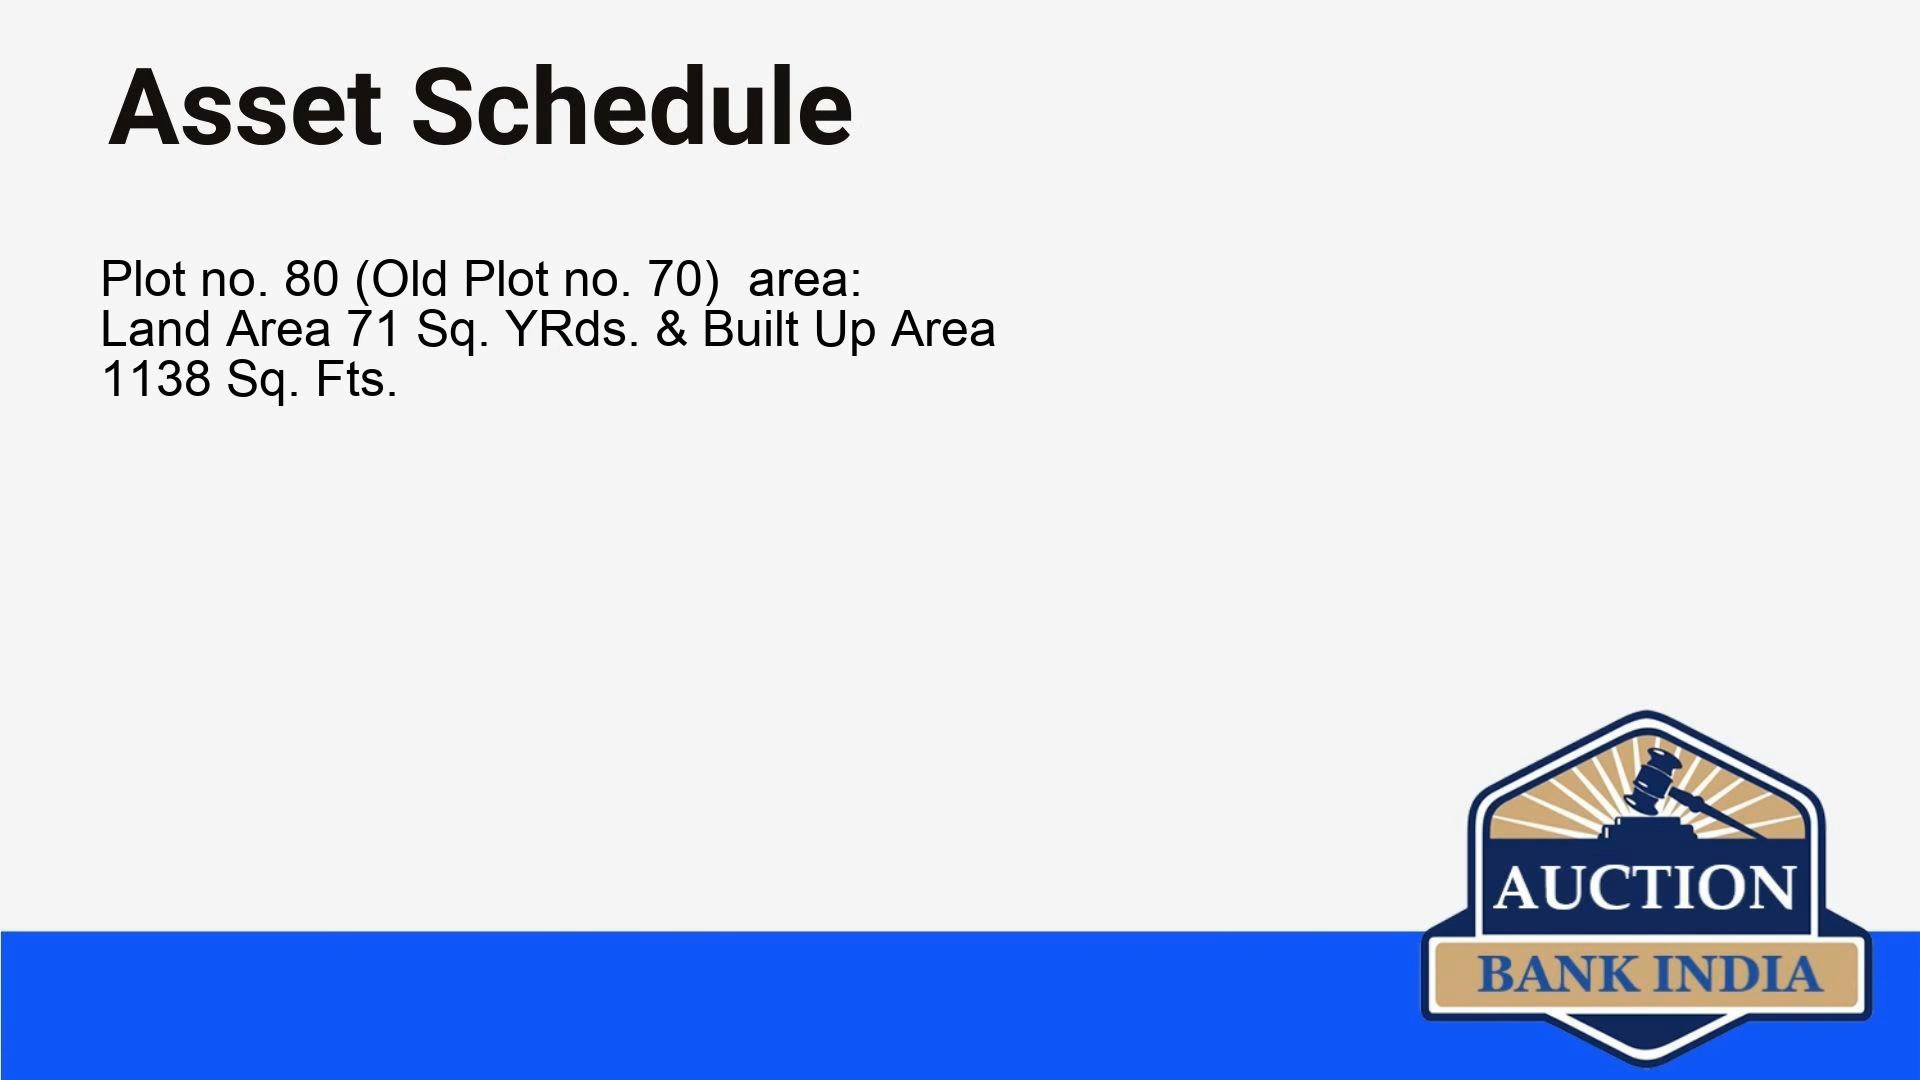 Asset Schedule
Plot no. 80 (Old Plot no. 70)  area:
Land Area 71 Sq. YRds. & Built Up Area
1138 Sq. Fts.
AUCTION
BANK INDIA